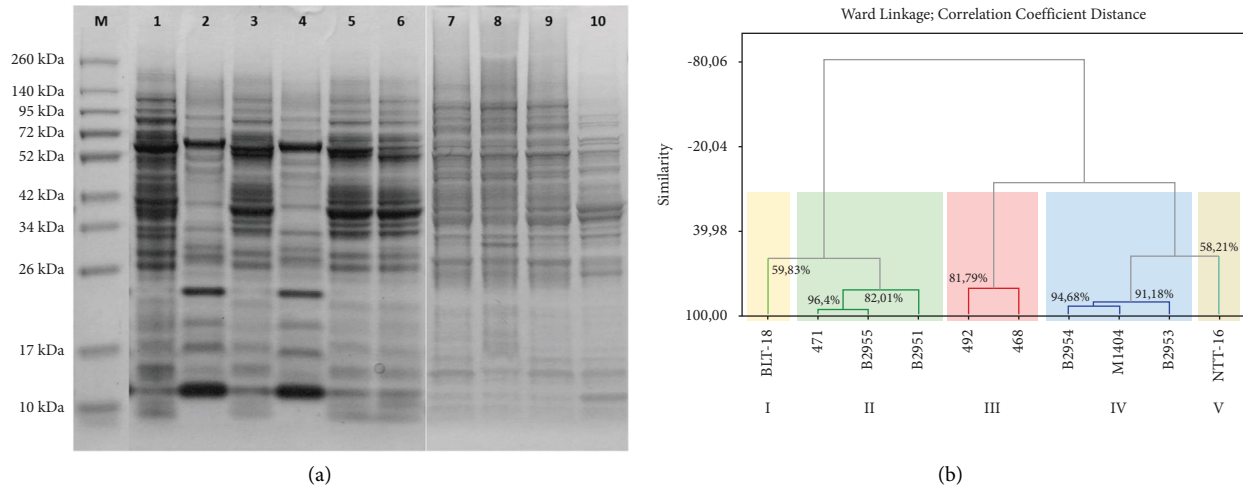 M 1 2 3 4 5 6 7 8 9 10
260 kDa
140 kDa
95 kDa
72 kDa
52 kDa
42 kDa
34 kDa
26 kDa
17 kDa
10 kDa
(a)
Ward Linkage; Correlation Coefficient Distance
Similarity
-80,06
-20,04
39,98
100,00
59,83%
96,4%
82,01%
81,79%
94,68%
91,18%
58,21%
BLT-18
471
B2955
B2951
492
468
B2954
M1404
B2953
NTT-16
I II III IV V
(b)